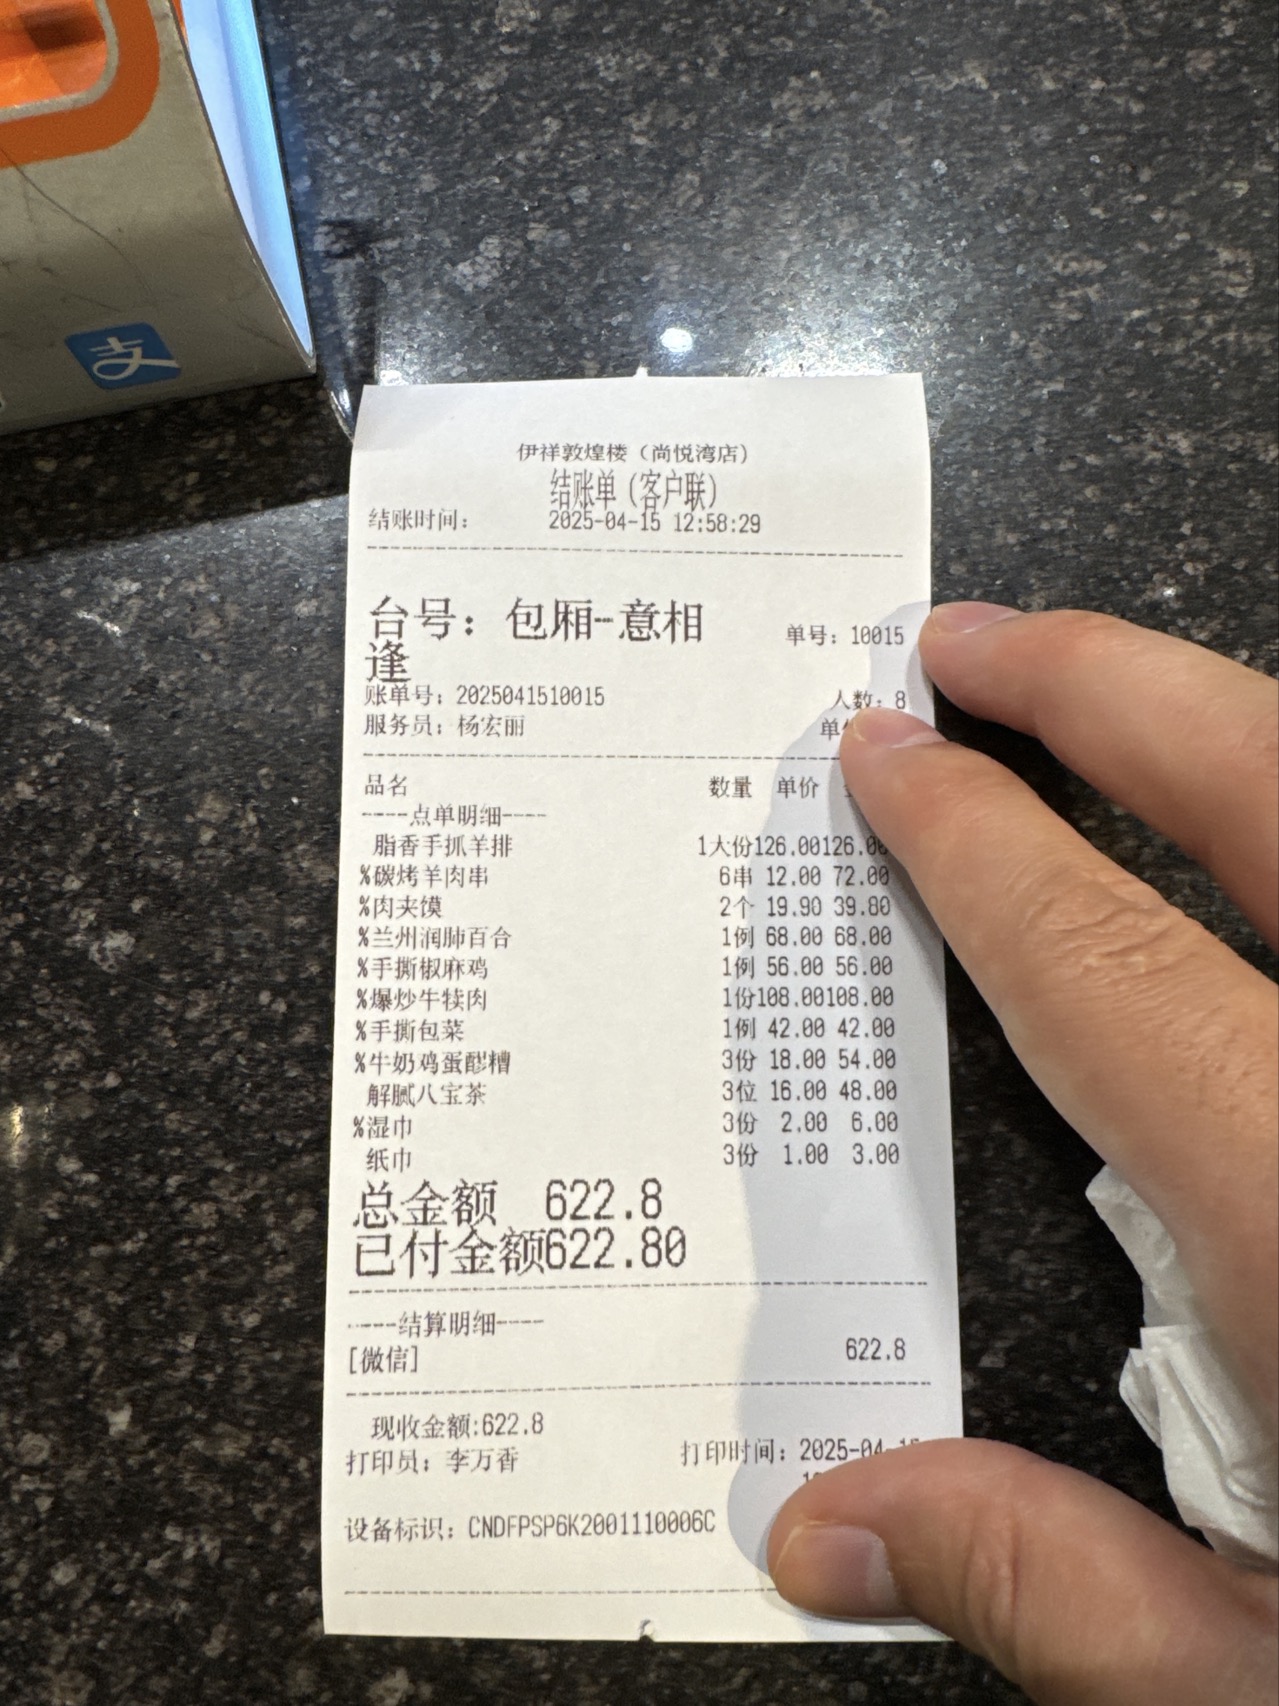 支
伊祥敦煌楼（尚悦湾店）
结账单（客户联）
结账时间： 2025-04-15 12:58:29
台号：包厢-意相 单号：10015
逢
账单号：2025041510015 人数：8
服务员：杨宏丽
品名 数量 单价
----点单明细----
脂香手抓羊排 1大份126.00126.00
%碳烤羊肉串 6串 12.00 72.00
%肉夹馍 2个 19.90 39.80
%兰州润肺百合 1例 68.00 68.00
%手撕椒麻鸡 1例 56.00 56.00
%爆炒牛犊肉 1份108.00108.00
%手撕包菜 1例 42.00 42.00
%牛奶鸡蛋醪糟 3份 18.00 54.00
解腻八宝茶 3位 16.00 48.00
%湿巾 3份 2.00 6.00
纸巾 3份 1.00 3.00
总金额 622.8
已付金额622.80
----结算明细----
[微信] 622.8
现收金额:622.8
打印员：李万香 打印时间：2025-04-15
设备标识：CNDFPSP6K2001110006C